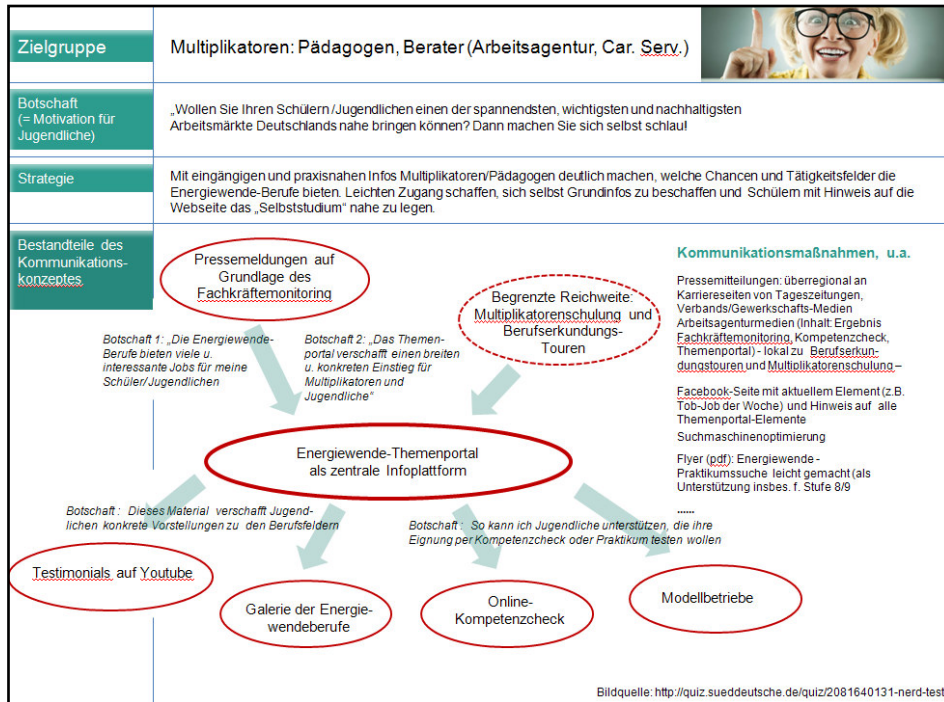 Zielgruppe
Multiplikatoren: Pädagogen, Berater (Arbeitsagentur, Car. Serv.)
Botschaft
(= Motivation für
Jugendliche)
„Wollen Sie Ihren Schülern /Jugendlichen einen der spannendsten, wichtigsten und nachhaltigsten
Arbeitsmärkte Deutschlands nahe bringen können? Dann machen Sie sich selbst schlau!
Strategie
Mit eingängigen und praxisnahen Infos Multiplikatoren/Pädagogen deutlich machen, welche Chancen und Tätigkeitsfelder die
Energiewende-Berufe bieten. Leichten Zugang schaffen, sich selbst Grundinfos zu beschaffen und Schülern mit Hinweis auf die
Webseite das „Selbststudium“ nahe zu legen.
Bestandteile des
Kommunikations-
konzeptes
Pressemeldungen auf
Grundlage des
Fachkräftemonitoring
Begrenzte Reichweite:
Multiplikatorenschulung und
Berufserkundungs-
Touren
Botschaft 1: „Die Energiewende-
Berufe bieten viele u.
interessante Jobs für meine
Schüler/Jugendlichen
Botschaft 2: „Das Themen-
portal verschafft einen breiten
u. konkreten Einstieg für
Multiplikatoren und
Jugendliche“
Energiewende-Themenportal
als zentrale Infoplattform
Botschaft : Dieses Material verschafft Jugend-
lichen konkrete Vorstellungen zu den Berufsfeldern
Botschaft : So kann ich Jugendliche unterstützen, die ihre
Eignung per Kompetenzcheck oder Praktikum testen wollen
Testimonials auf Youtube
Galerie der Energie-
wendeberufe
Online-
Kompetenzcheck
Modellbetriebe
Kommunikationsmaßnahmen, u.a.
Pressemitteilungen: überregional an
Karriereseiten von Tageszeitungen,
Verbands/Gewerkschafts-Medien
Arbeitsagenturmedien (Inhalt: Ergebnis
Fachkräftemonitoring, Kompetenzcheck,
Themenportal) - lokal zu Berufserkun-
dungstouren und Multiplikatorenschulung –
Facebook-Seite mit aktuellem Element (z.B.
Tob-Job der Woche) und Hinweis auf alle
Themenportal-Elemente
Suchmaschinenoptimierung
Flyer (pdf): Energiewende -
Praktikumssuche leicht gemacht (als
Unterstützung insbes. f. Stufe 8/9
......
Bildquelle: http://quiz.sueddeutsche.de/quiz/2081640131-nerd-test